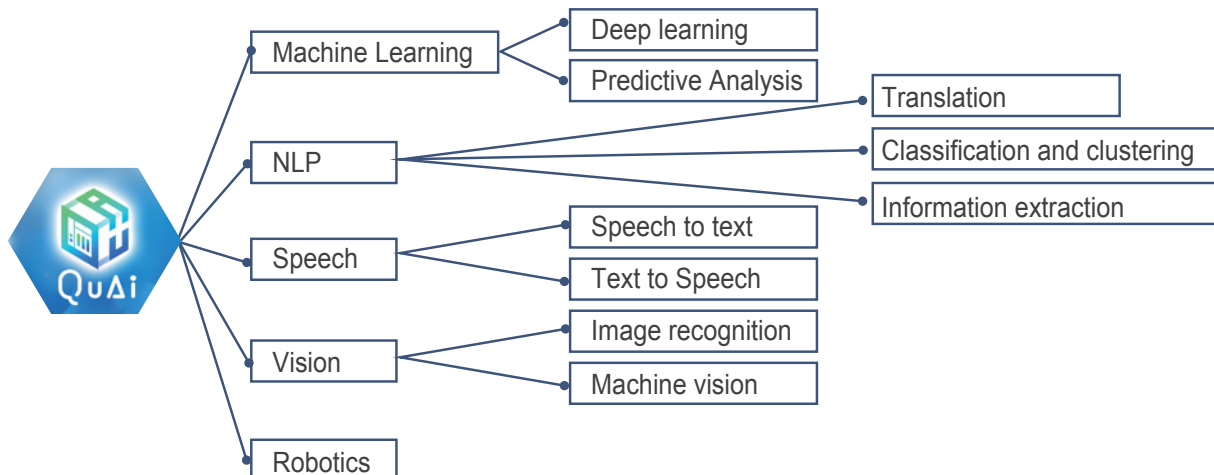 Machine Learning
Deep learning
Predictive Analysis
NLP
Translation
Classification and clustering
Information extraction
QuAi
Speech
Speech to text
Text to Speech
Vision
Image recognition
Machine vision
Robotics